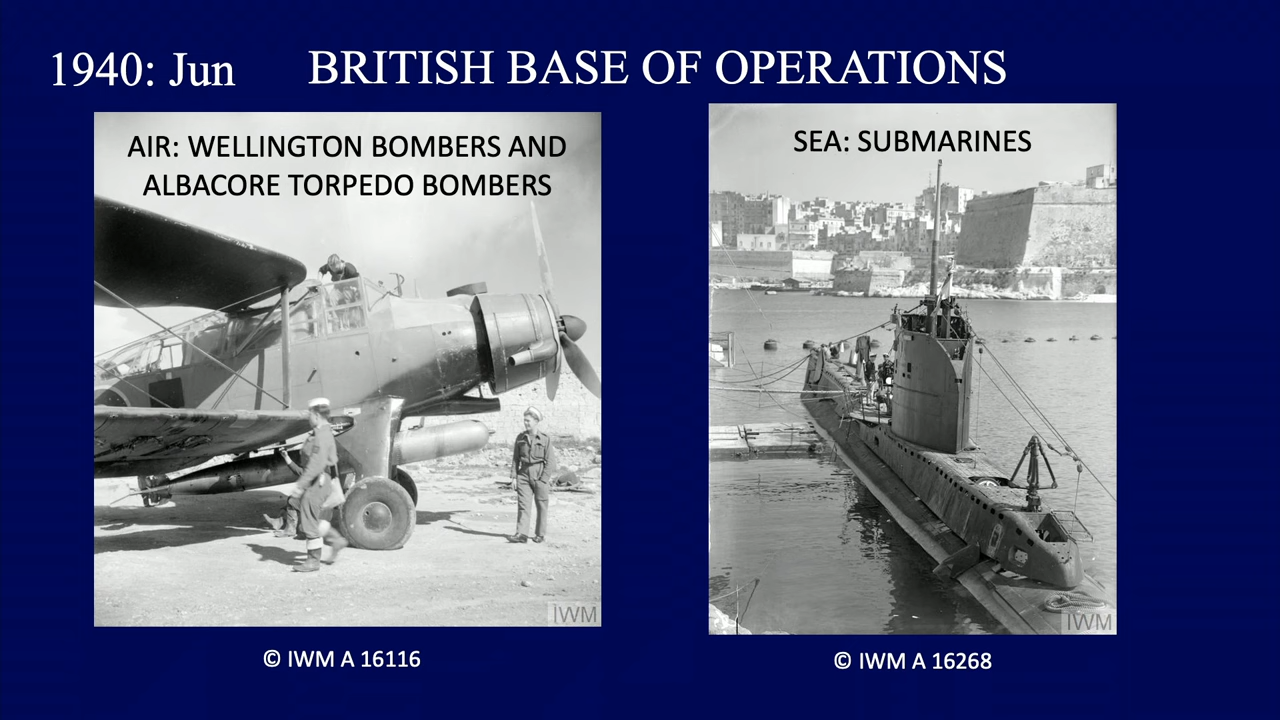 1940: Jun
BRITISH BASE OF OPERATIONS
AIR: WELLINGTON BOMBERS AND
ALBACORE TORPEDO BOMBERS
SEA: SUBMARINES
IWM
IWM
© IWM A 16116
© IWM A 16268